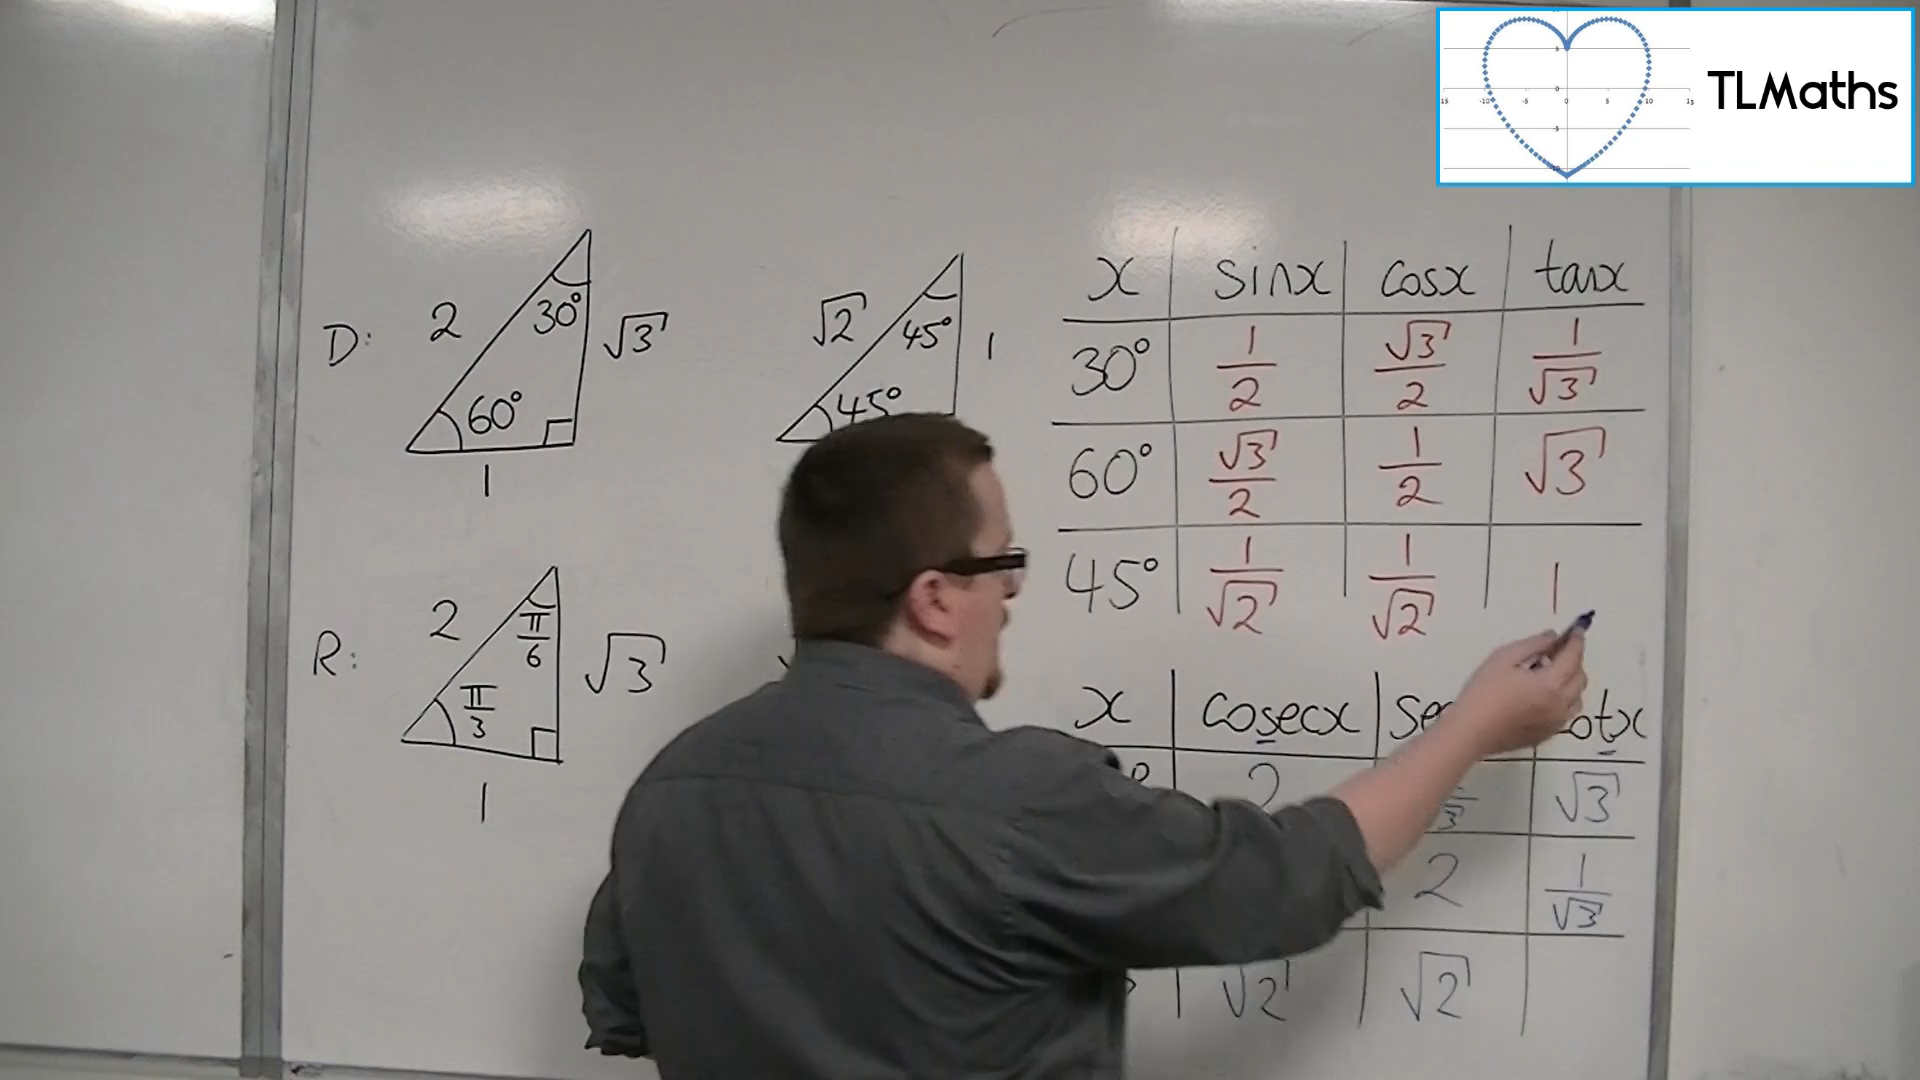 TLMaths
D:
2
30°
√3
60°
1
√2
45°
1
45°
R:
2
π/6
√3
π/3
1
x sinx cosx tanx
30° 1/2 √3/2 1/√3
60° √3/2 1/2 √3
45° 1/√2 1/√2 1
x cosecx
2 √3
2 1/√3
√2 √2